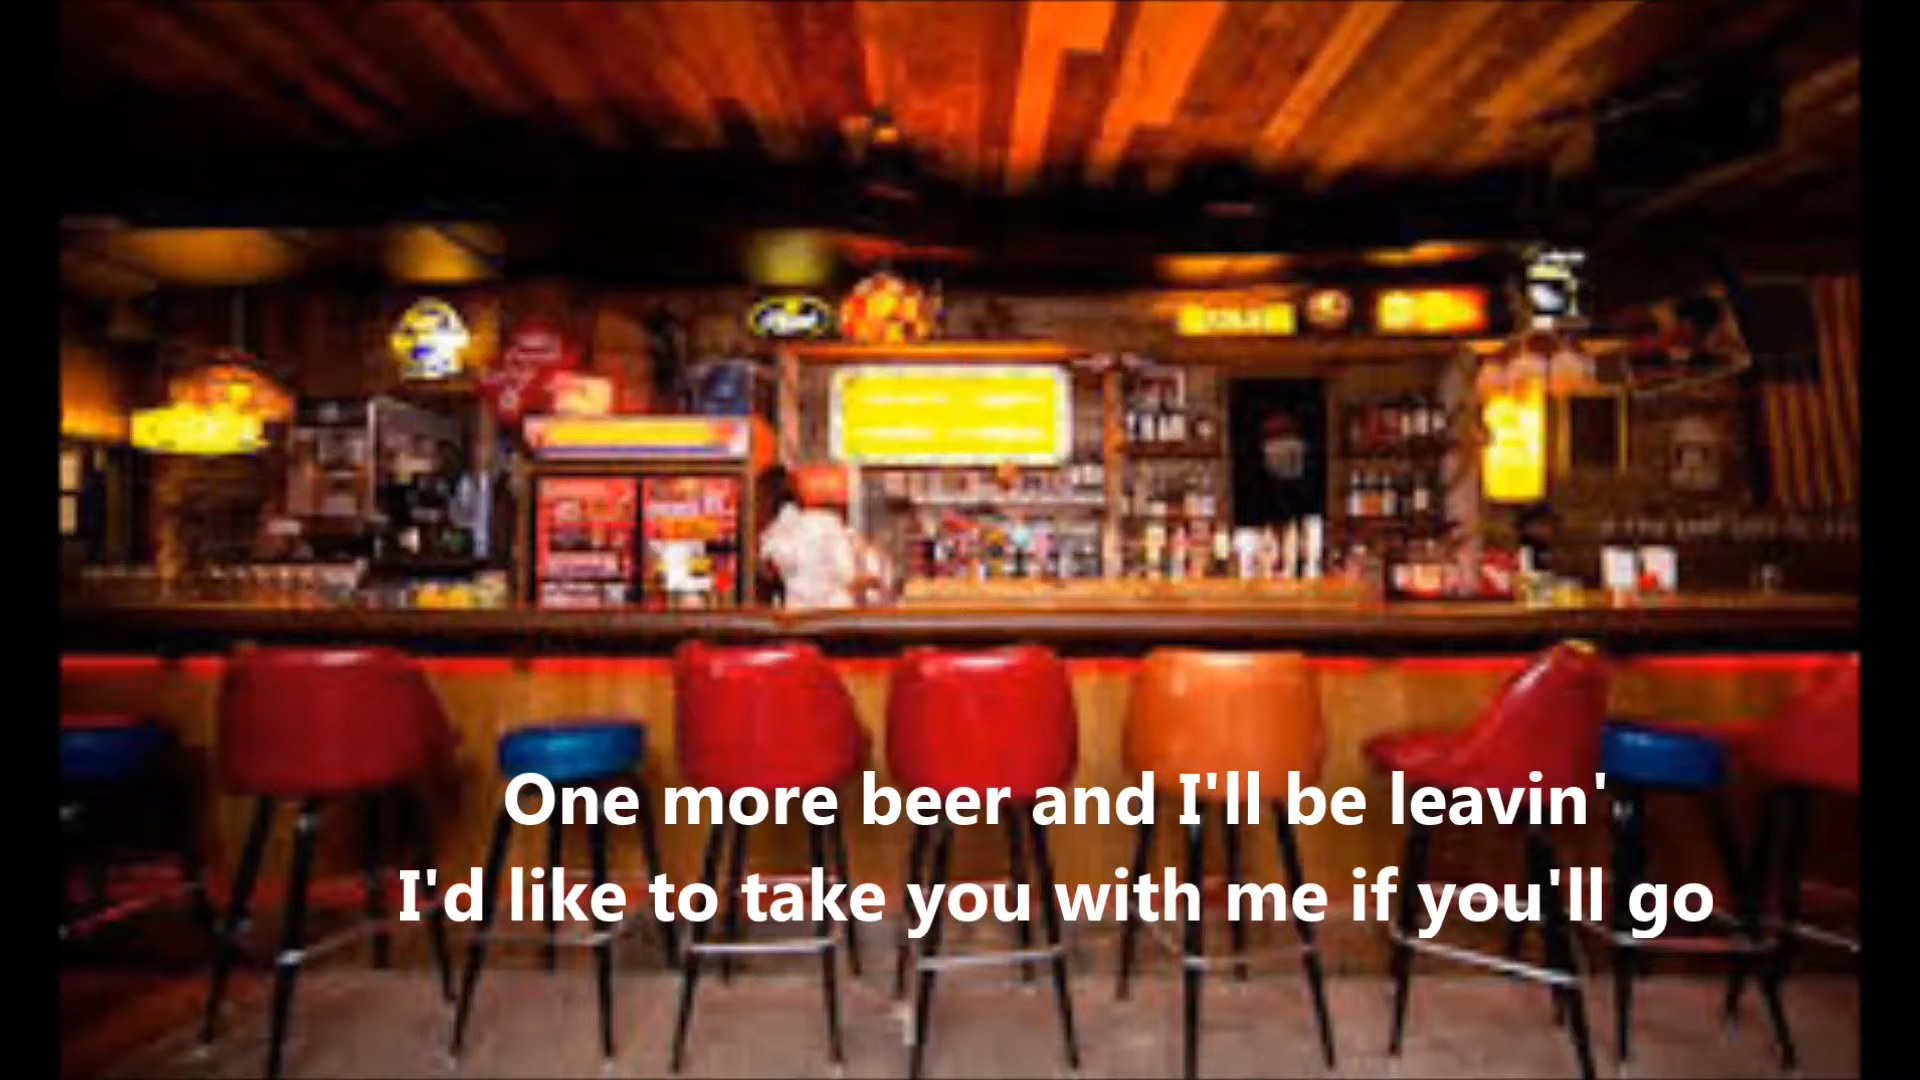 One more beer and I'll be leavin'
I'd like to take you with me if you'll go